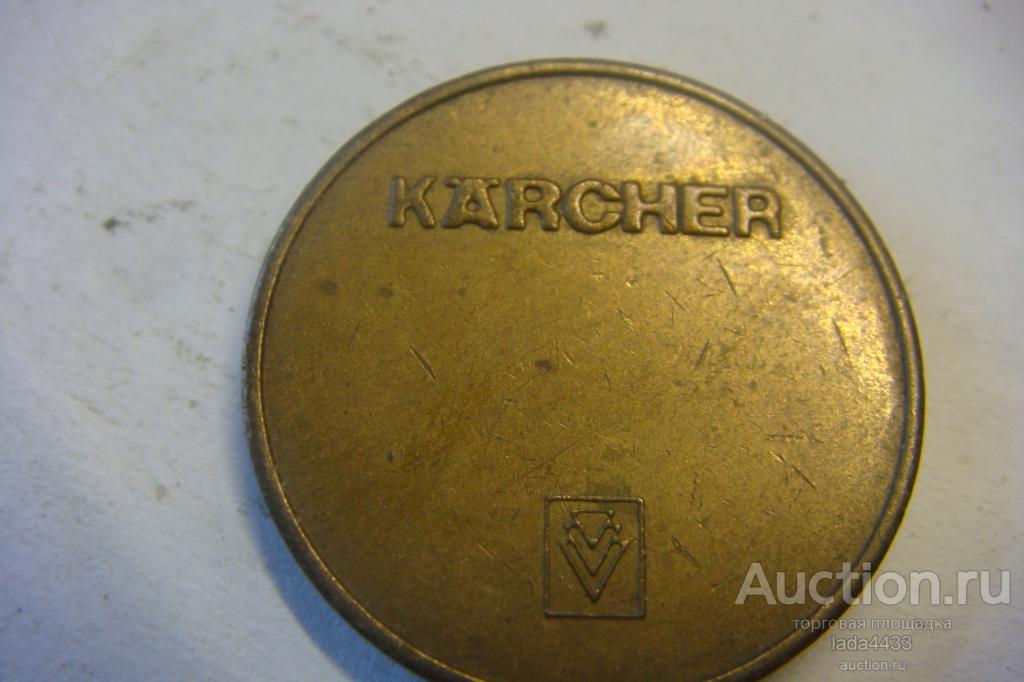 KÄRCHER
Auction.ru
торговая площадка
lada4433
auction.ru